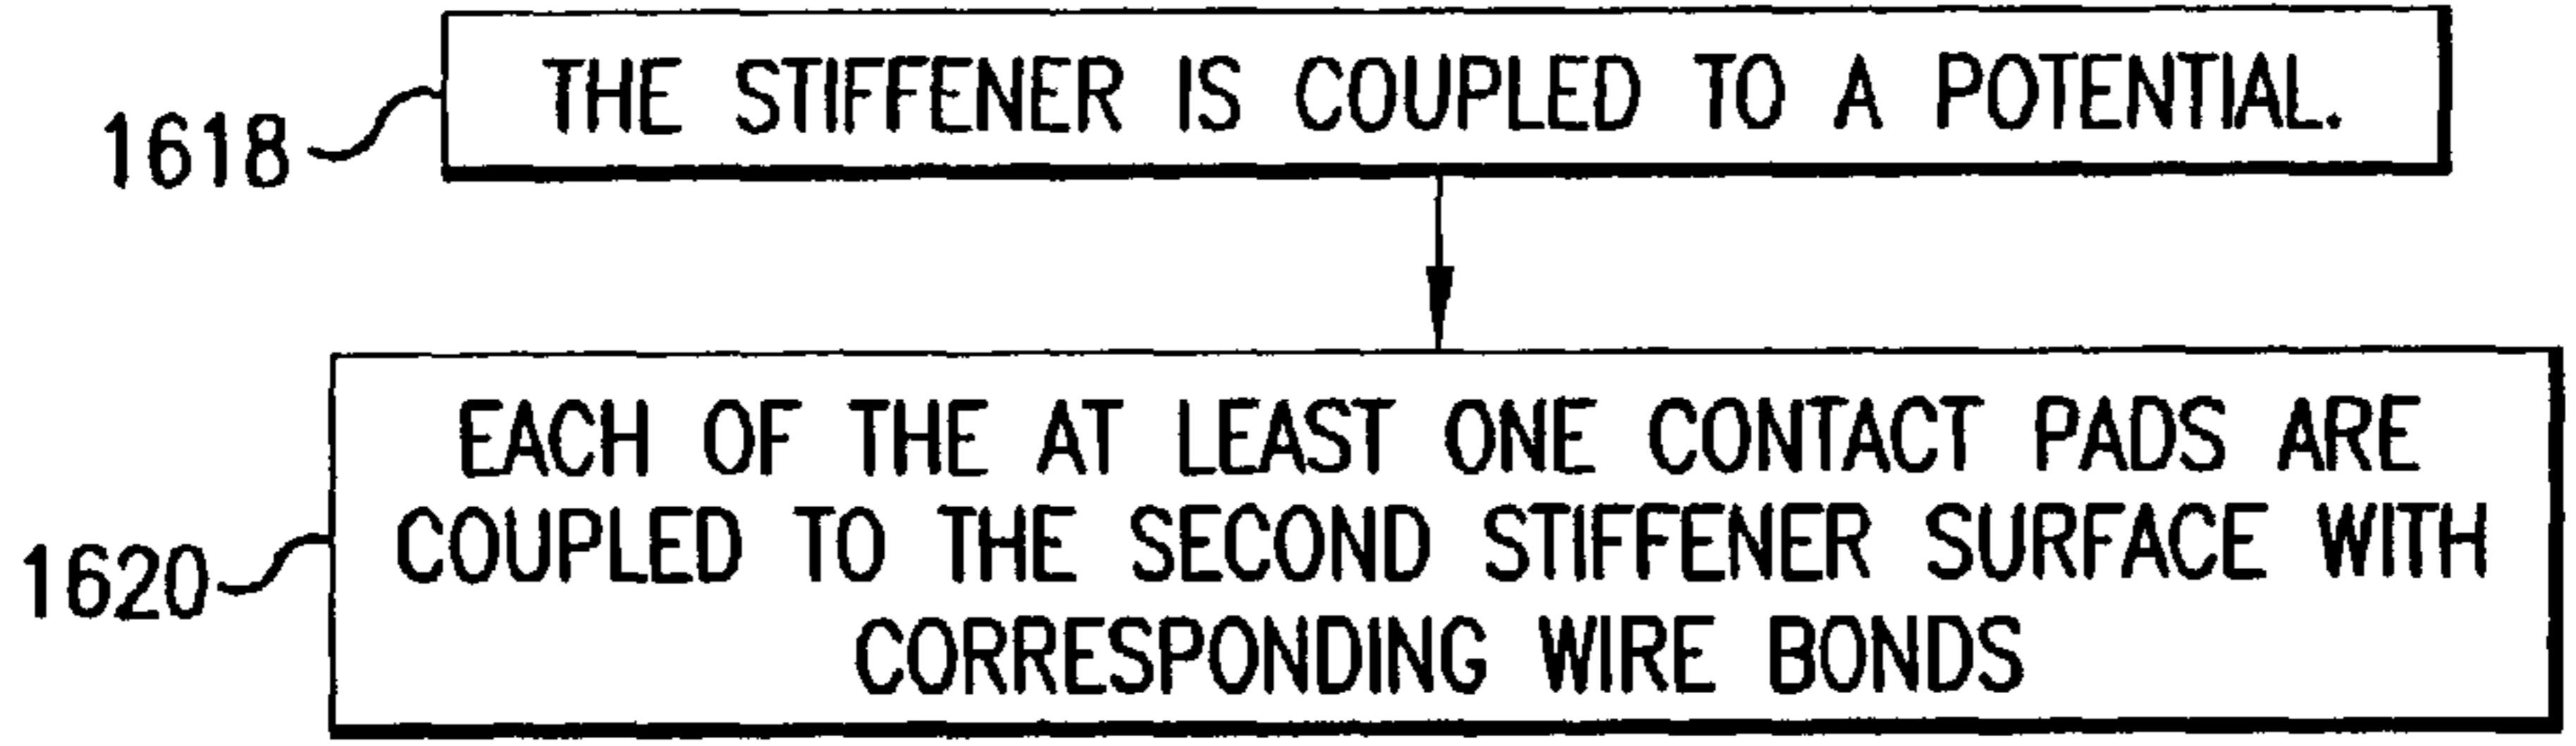 1618
THE STIFFENER IS COUPLED TO A POTENTIAL.
1620
EACH OF THE AT LEAST ONE CONTACT PADS ARE
COUPLED TO THE SECOND STIFFENER SURFACE WITH
CORRESPONDING WIRE BONDS